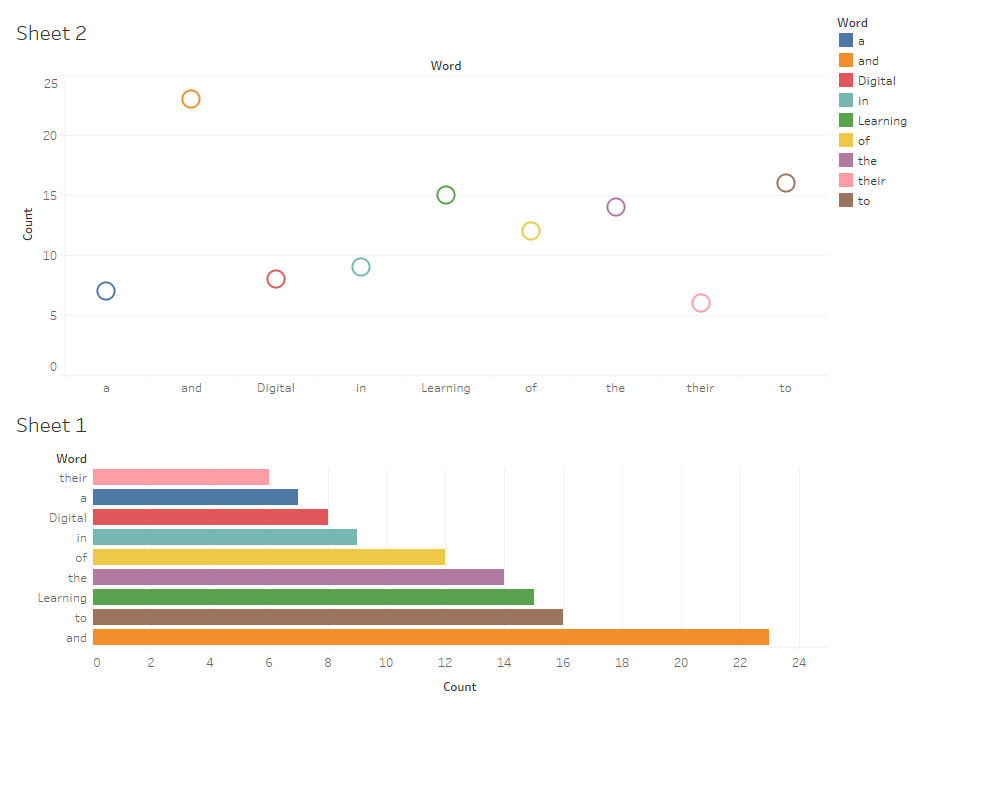 Sheet 2
Word
25
20
15
10
5
0
Count
a and Digital in Learning of the their to
Word
a
and
Digital
in
Learning
of
the
their
to
Sheet 1
Word
their
a
Digital
in
of
the
Learning
to
and
0 2 4 6 8 10 12 14 16 18 20 22 24
Count